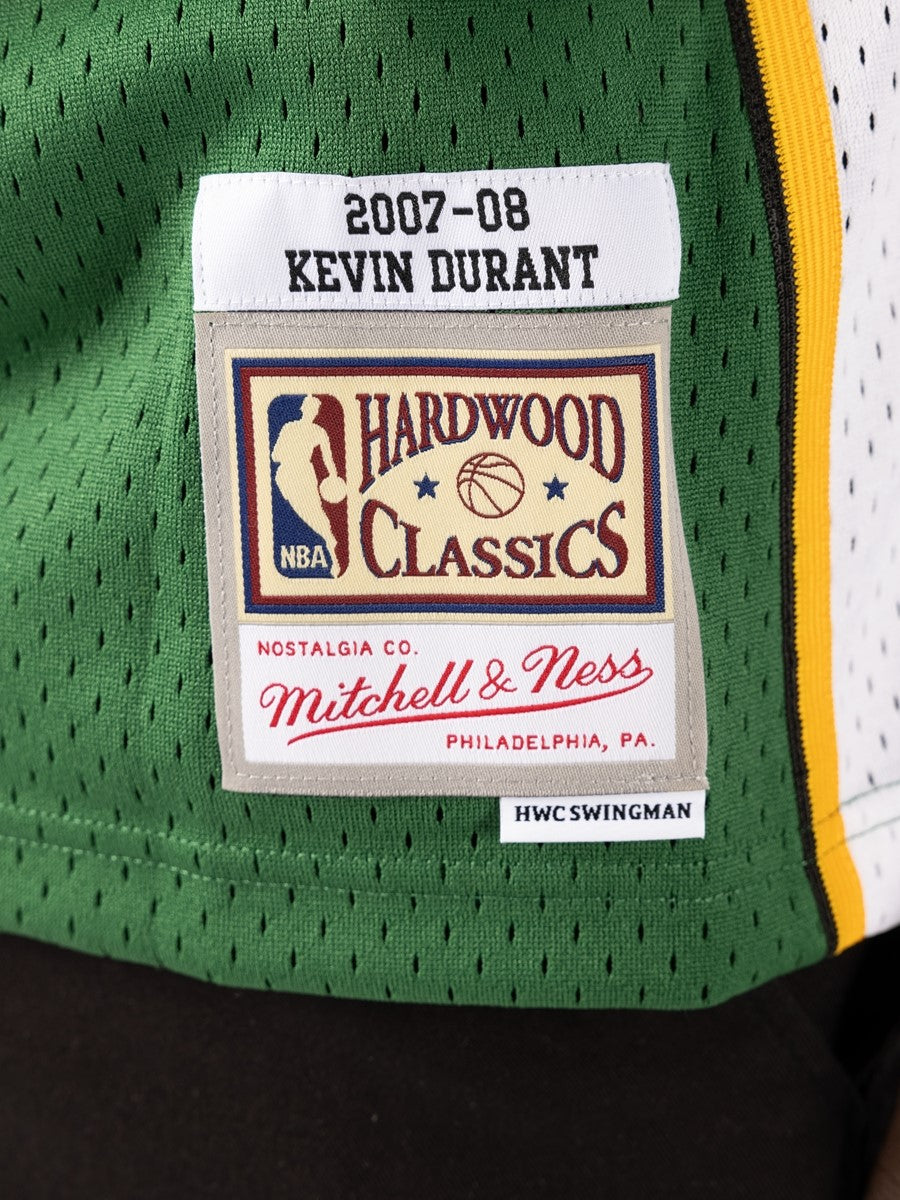 2007-08
KEVIN DURANT
HARDWOOD
CLASSICS
NBA
NOSTALGIA CO.
Mitchell & Ness
PHILADELPHIA, PA.
HWC SWINGMAN